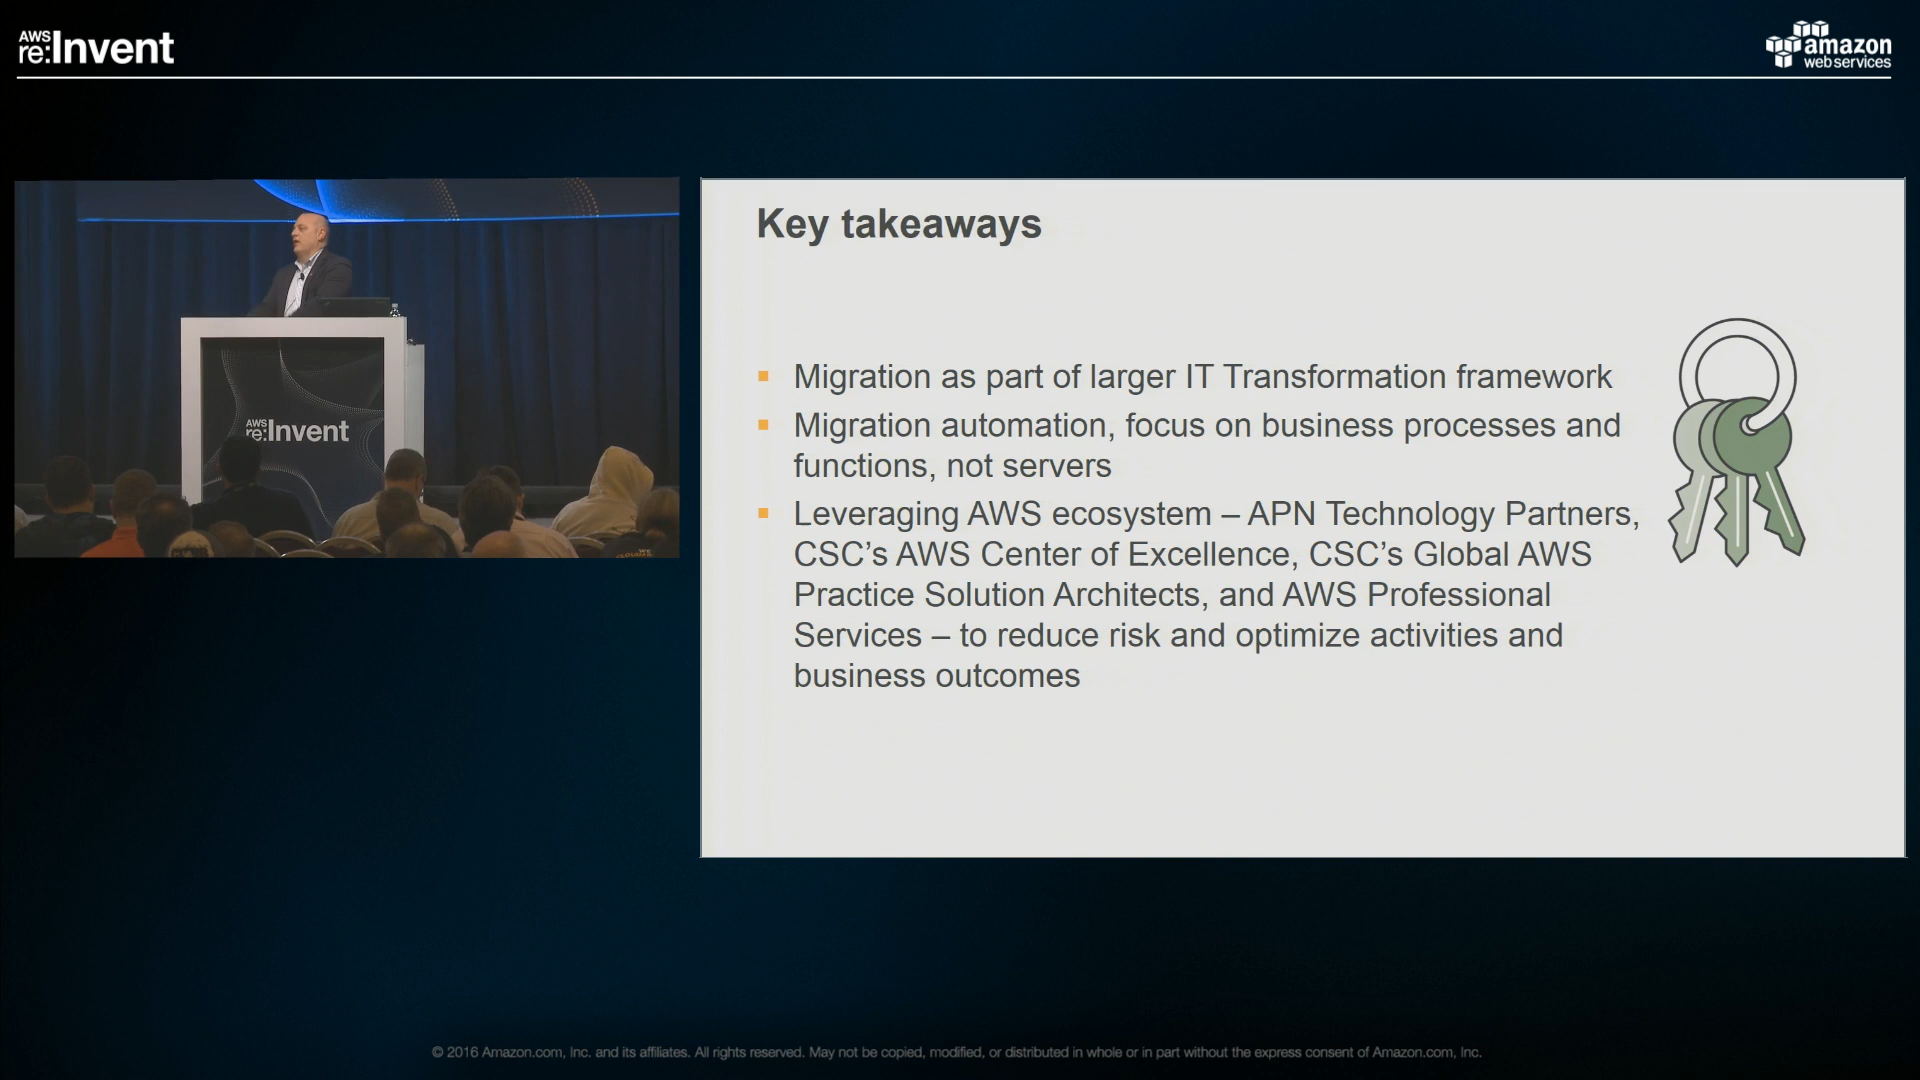 AWS
re:Invent
amazon
web services
Key takeaways
AWS
re:Invent
Migration as part of larger IT Transformation framework
Migration automation, focus on business processes and
functions, not servers
Leveraging AWS ecosystem – APN Technology Partners,
CSC’s AWS Center of Excellence, CSC’s Global AWS
Practice Solution Architects, and AWS Professional
Services – to reduce risk and optimize activities and
business outcomes
© 2016 Amazon.com, Inc. and its affiliates. All rights reserved. May not be copied, modified, or distributed in whole or in part without the express consent of Amazon.com, Inc.